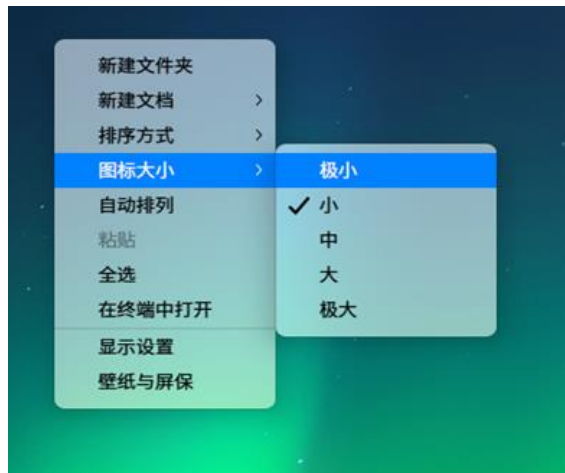 新建文件夹
新建文档
排序方式
图标大小
自动排列
粘贴
全选
在终端中打开
显示设置
壁纸与屏保
极小
小
中
大
极大